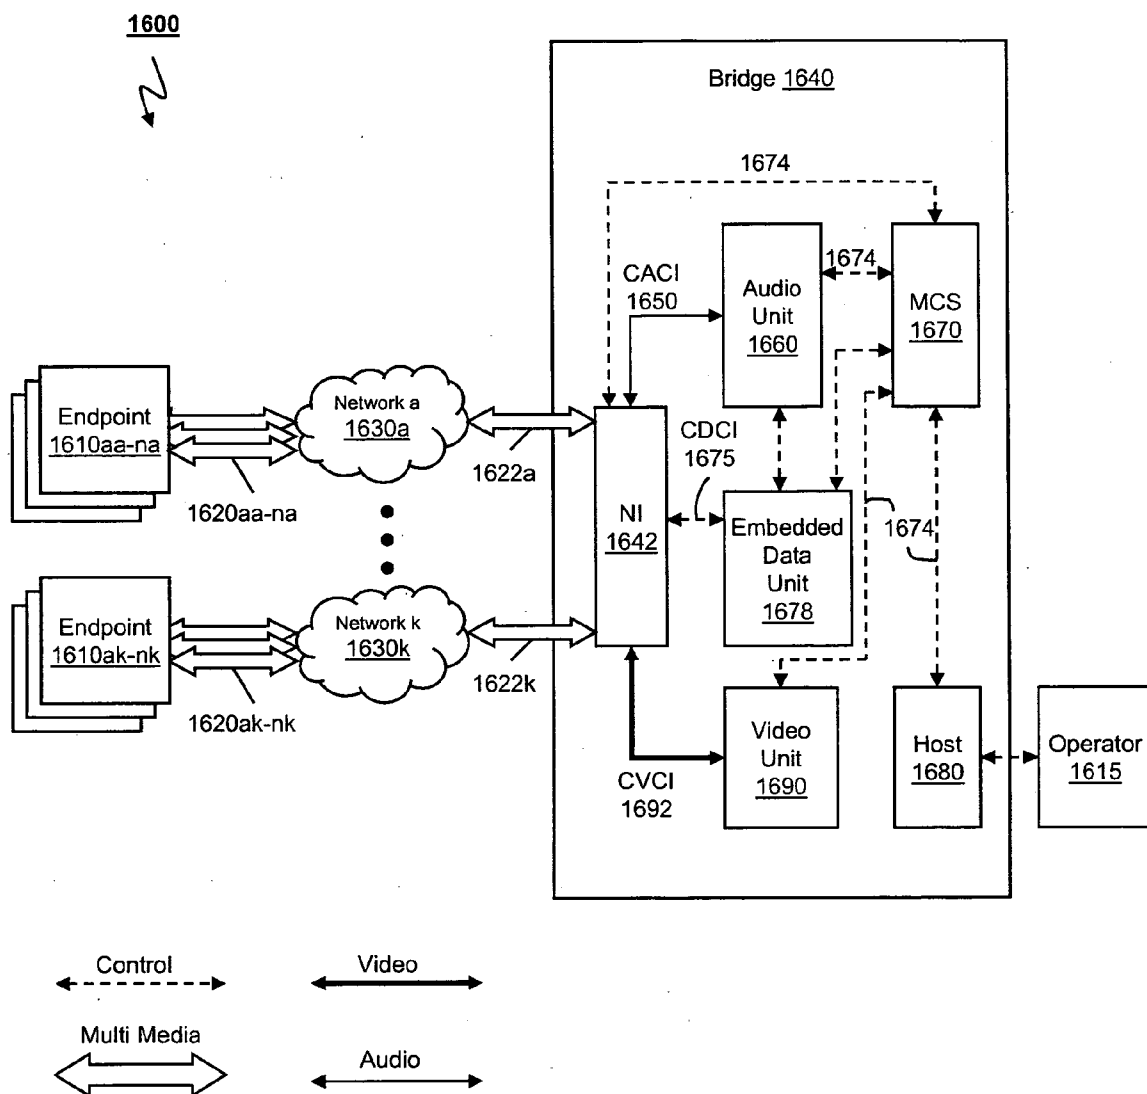 1600
Bridge 1640
1674
1674
CACI
1650
Audio
Unit
1660
MCS
1670
Endpoint
1610aa-na
Network a
1630a
1620aa-na
1622a
CDCI
1675
NI
1642
Embedded
Data
Unit
1678
1674
Endpoint
1610ak-nk
Network k
1630k
1620ak-nk
1622k
CVCI
1692
Video
Unit
1690
Host
1680
Operator
1615
Control
Video
Multi Media
Audio